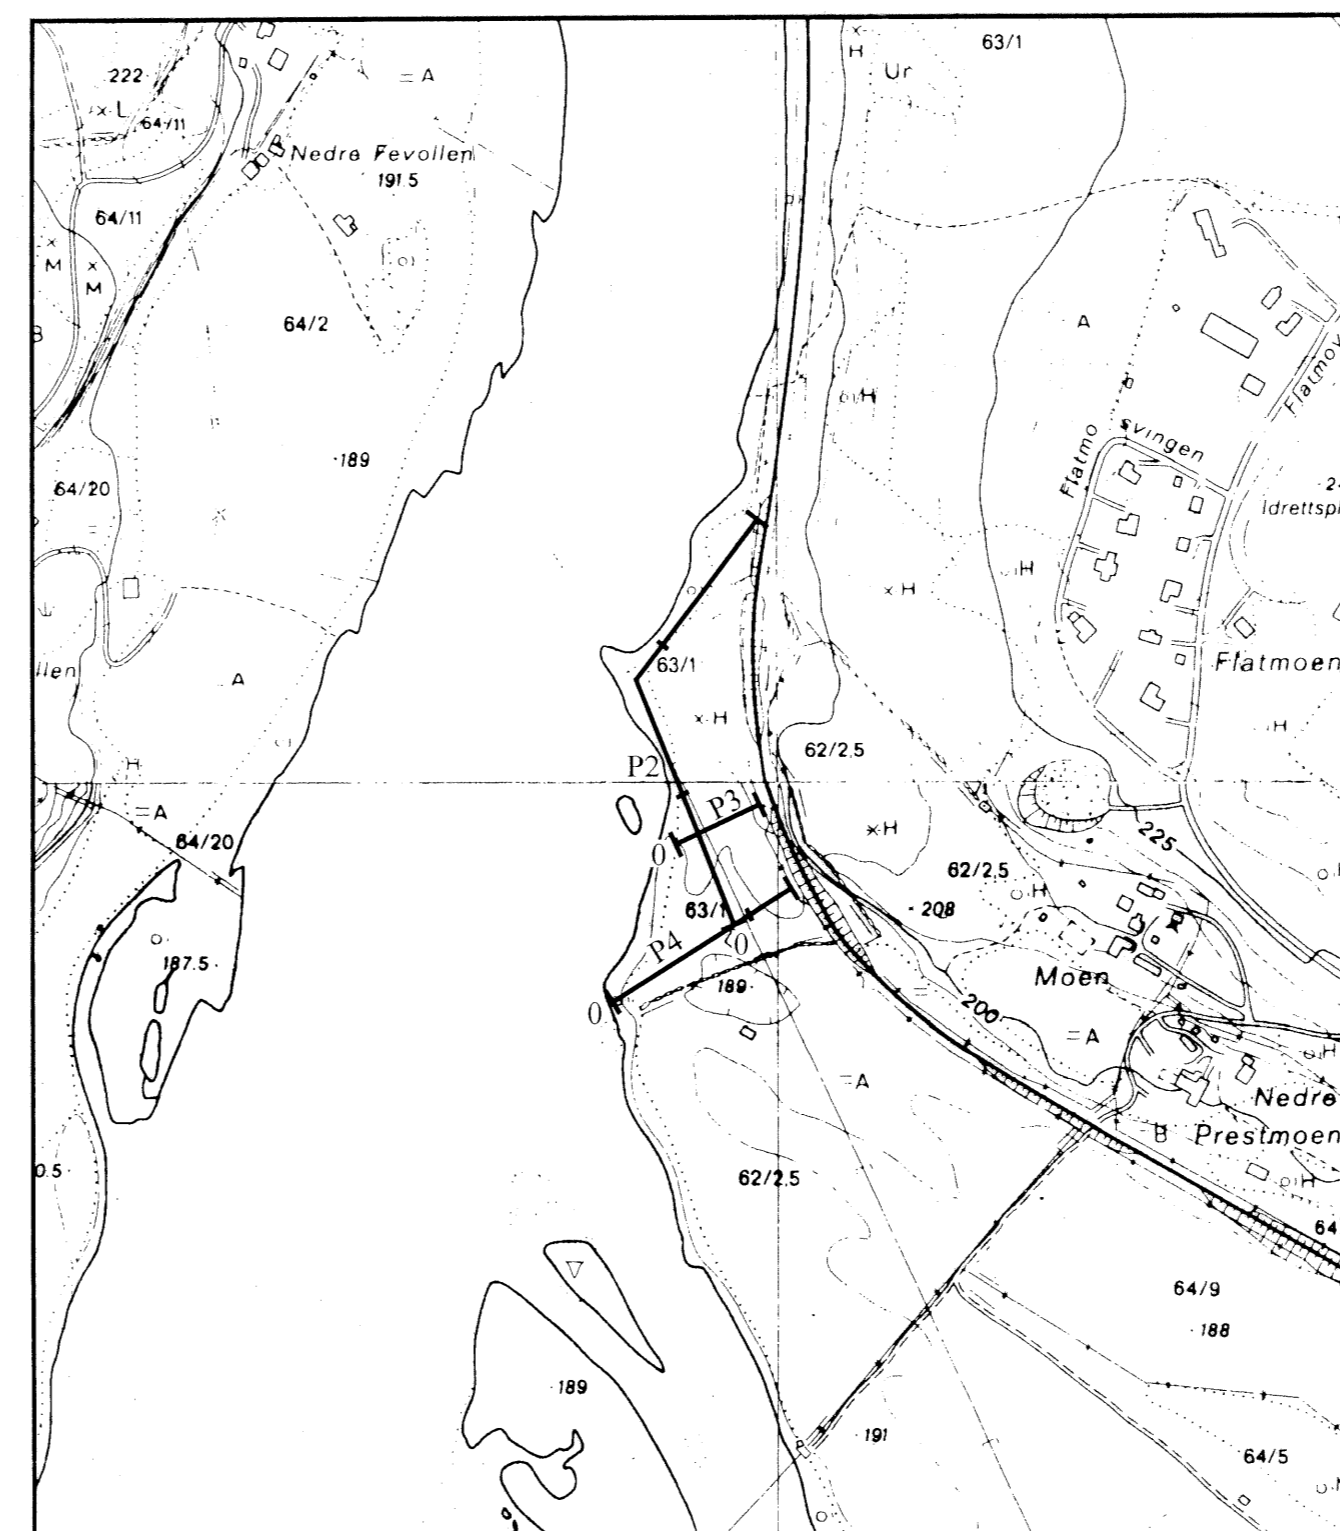 H
63/1
Ur
222
= A
x L
64/11
Nedre Fevollen
191.5
64/11
M
M
64/2
A
Flatmo
svingen
H
189
64/20
Flatmo
H
H
63/1
Flatmoen
A
x H
H
62/2,5
P2
H
= A
P3
H
225
64/20
0
62/2,5
H
63/1
208
P4
0
187.5
189
Moen
200
0
= A
H
= A
Nedre
Prestmoen
B
0.5
62/2,5
H
64
64/9
188
189
191
64/5